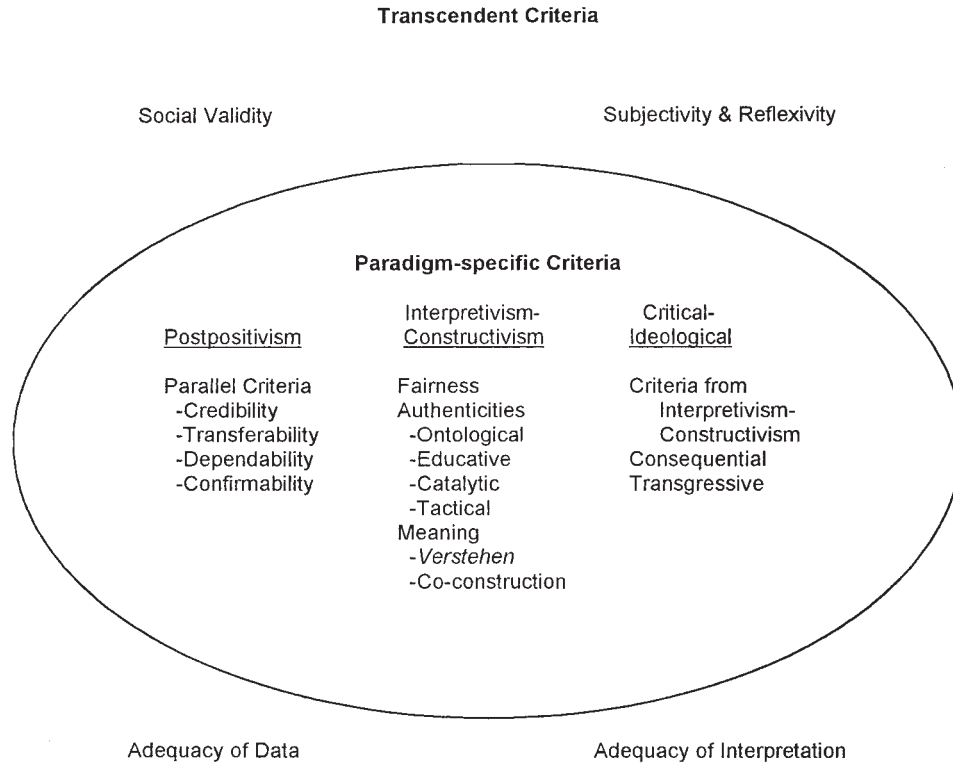 Transcendent Criteria
Social Validity
Subjectivity & Reflexivity
Paradigm-specific Criteria
Postpositivism
Parallel Criteria
-Credibility
-Transferability
-Dependability
-Confirmability
Interpretivism-
Constructivism
Fairness
Authenticities
-Ontological
-Educative
-Catalytic
-Tactical
Meaning
-Verstehen
-Co-construction
Critical-
Ideological
Criteria from
Interpretivism-
Constructivism
Consequential
Transgressive
Adequacy of Data
Adequacy of Interpretation